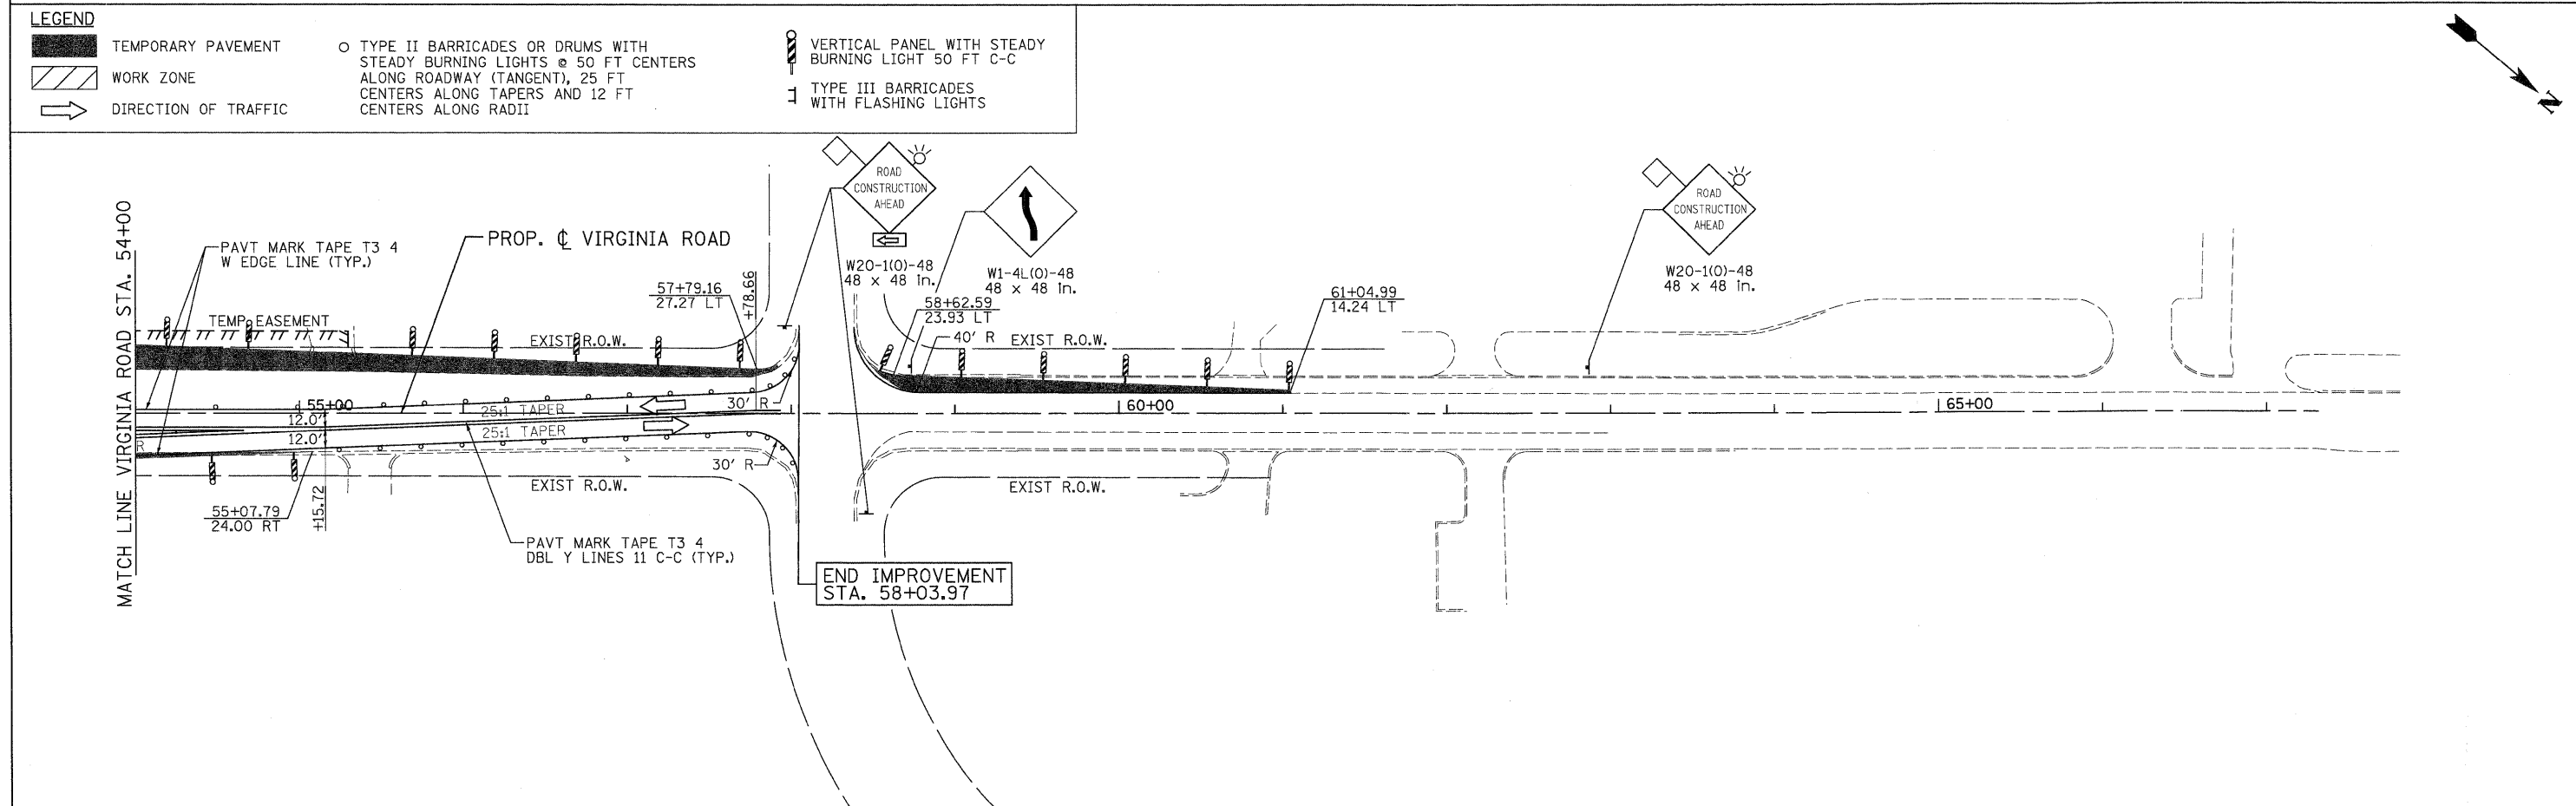 LEGEND
TEMPORARY PAVEMENT
WORK ZONE
DIRECTION OF TRAFFIC
TYPE II BARRICADES OR DRUMS WITH
STEADY BURNING LIGHTS @ 50 FT CENTERS
ALONG ROADWAY (TANGENT), 25 FT
CENTERS ALONG TAPERS AND 12 FT
CENTERS ALONG RADII
VERTICAL PANEL WITH STEADY
BURNING LIGHT 50 FT C-C
TYPE III BARRICADES
WITH FLASHING LIGHTS
N
MATCH LINE VIRGINIA ROAD STA. 54+00
PAVT MARK TAPE T3 4
W EDGE LINE (TYP.)
PROP. ℄ VIRGINIA ROAD
TEMP EASEMENT
EXIST R.O.W.
57+79.16
27.27 LT
+78.66
ROAD
CONSTRUCTION
AHEAD
W20-1(O)-48
48 x 48 in.
W1-4L(O)-48
48 x 48 in.
58+62.59
23.93 LT
40' R
EXIST R.O.W.
61+04.99
14.24 LT
ROAD
CONSTRUCTION
AHEAD
W20-1(O)-48
48 x 48 in.
55+00
12.0'
12.0'
25:1 TAPER
25:1 TAPER
30' R
30' R
60+00
65+00
R
55+07.79
24.00 RT
+15.72
EXIST R.O.W.
EXIST R.O.W.
PAVT MARK TAPE T3 4
DBL Y LINES 11 C-C (TYP.)
END IMPROVEMENT
STA. 58+03.97